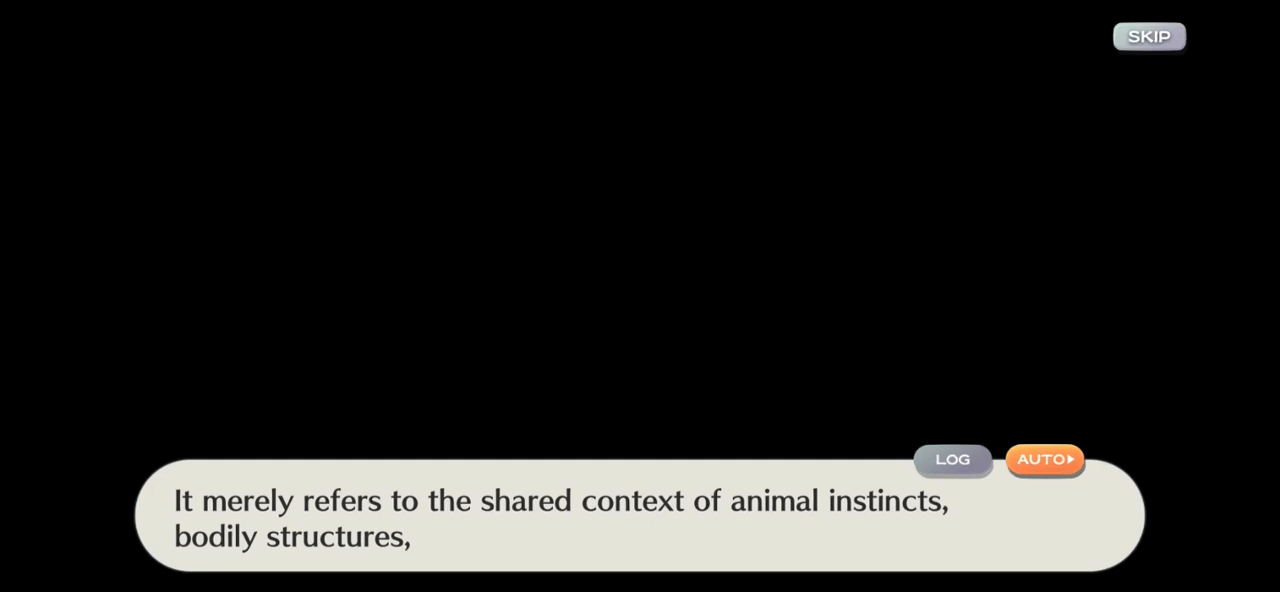 SKIP
LOG
AUTO
It merely refers to the shared context of animal instincts,
bodily structures,